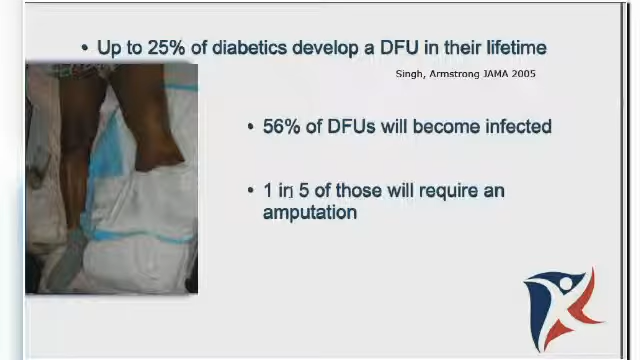 • Up to 25% of diabetics develop a DFU in their lifetime
Singh, Armstrong JAMA 2005
• 56% of DFUs will become infected
• 1 in 5 of those will require an
amputation